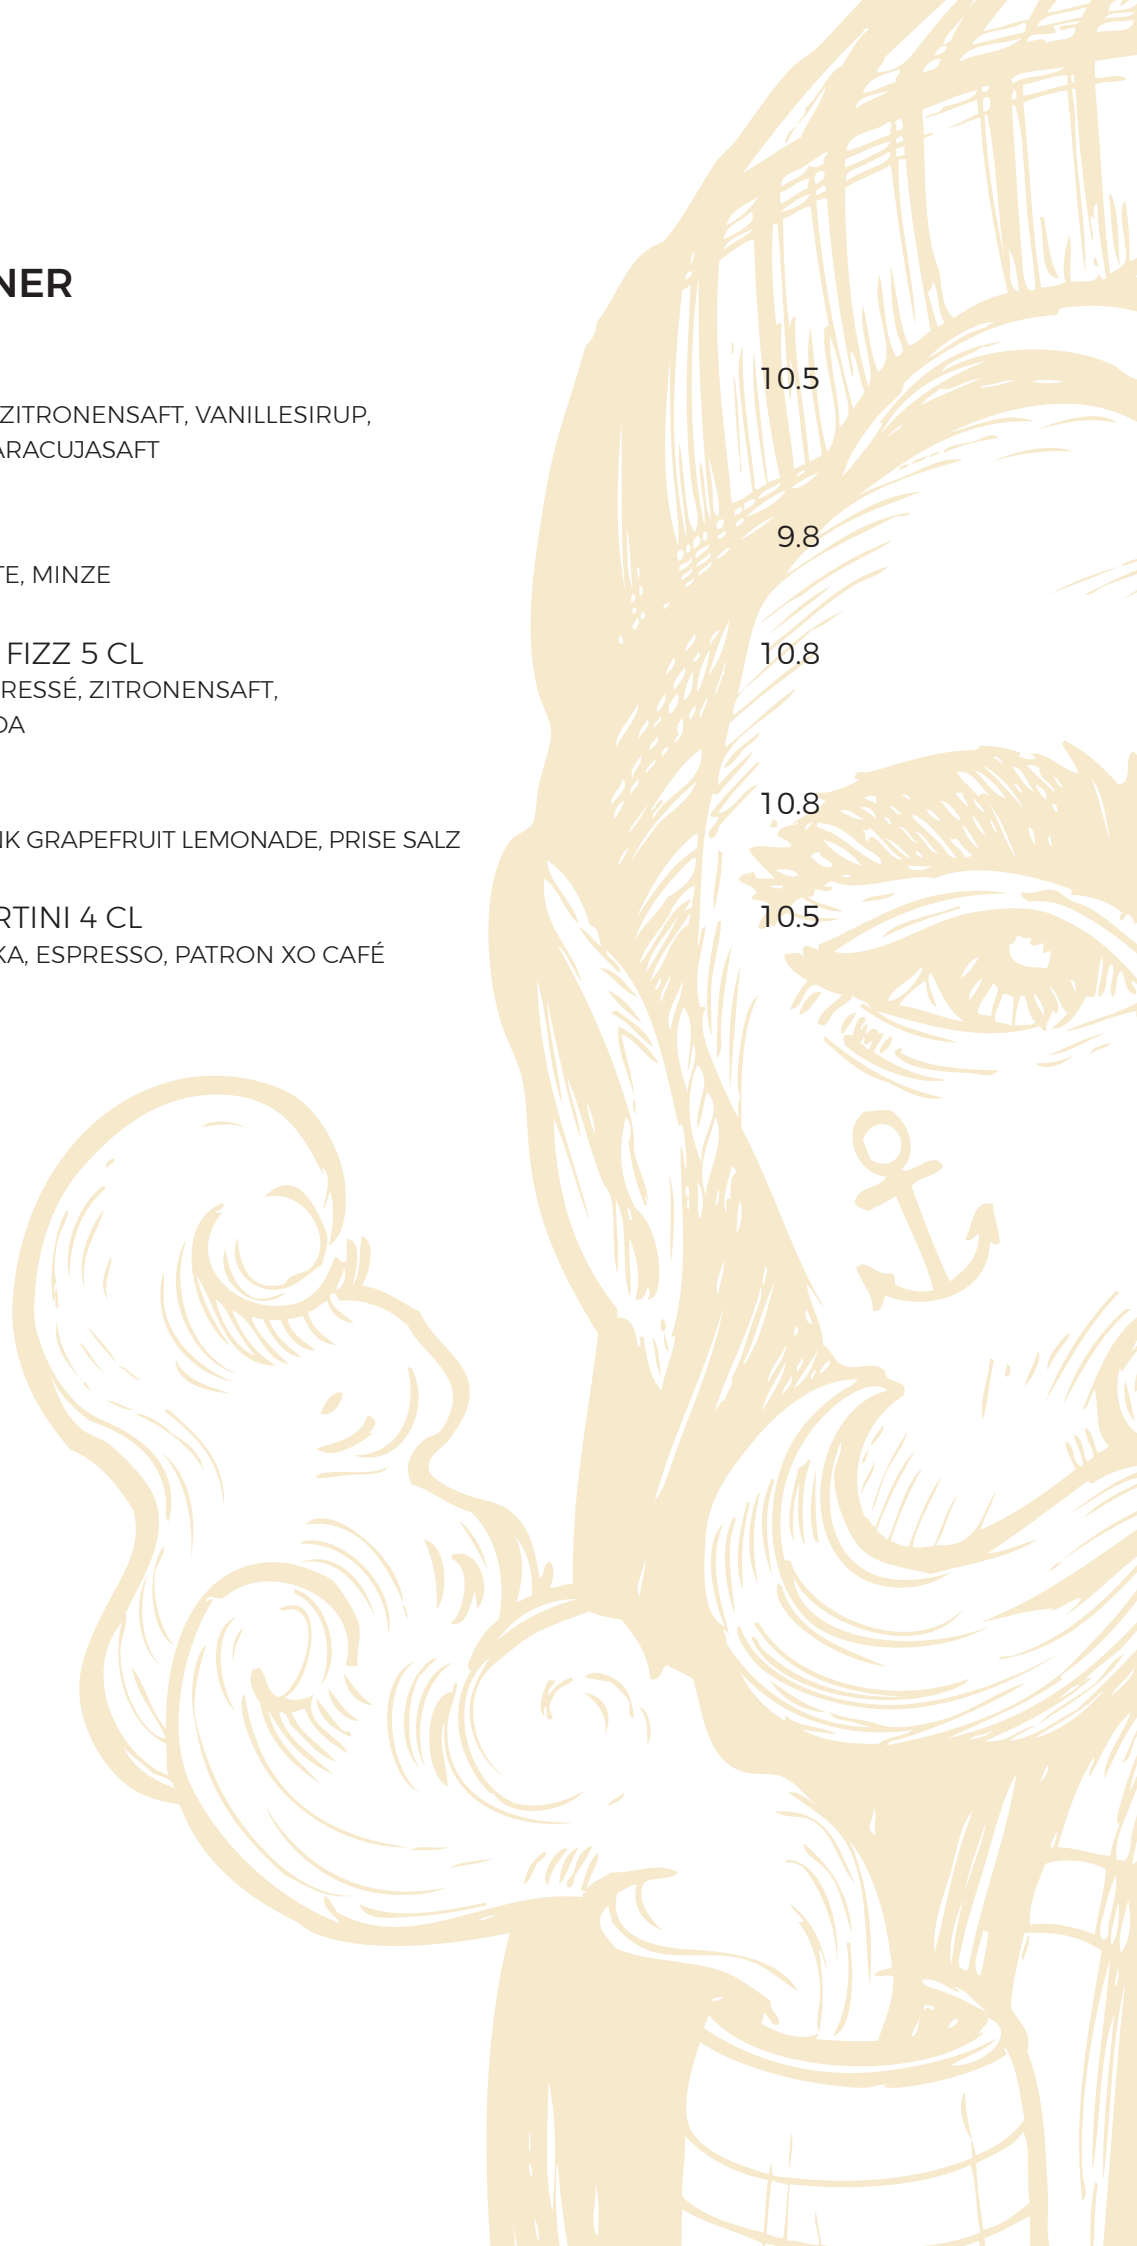 NER
10.5
ZITRONENSAFT, VANILLESIRUP,
ARACUJASAFT
9.8
TE, MINZE
FIZZ 5 CL 10.8
RESSÉ, ZITRONENSAFT,
DA
10.8
NK GRAPEFRUIT LEMONADE, PRISE SALZ
RTINI 4 CL 10.5
KA, ESPRESSO, PATRON XO CAFÉ